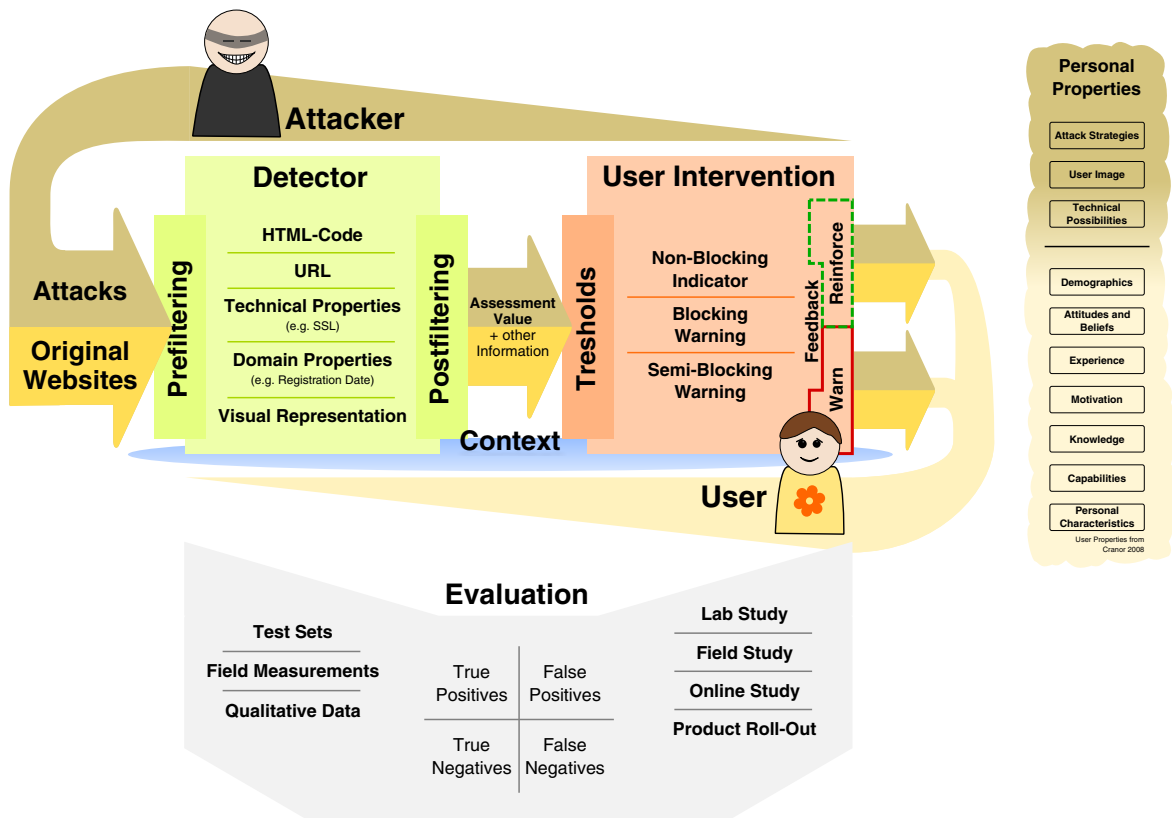 Attacker
Attacks
Original
Websites
Prefiltering
Detector
HTML-Code
URL
Technical Properties
(e.g. SSL)
Domain Properties
(e.g. Registration Date)
Visual Representation
Postfiltering
Assessment
Value
+ other
Information
Tresholds
User Intervention
Non-Blocking
Indicator
Blocking
Warning
Semi-Blocking
Warning
Feedback
Reinforce
Warn
Context
User
Evaluation
Test Sets
Field Measurements
Qualitative Data
True
Positives
False
Positives
True
Negatives
False
Negatives
Lab Study
Field Study
Online Study
Product Roll-Out
Personal
Properties
Attack Strategies
User Image
Technical
Possibilities
Demographics
Attitudes and
Beliefs
Experience
Motivation
Knowledge
Capabilities
Personal
Characteristics
User Properties from
Cranor 2008